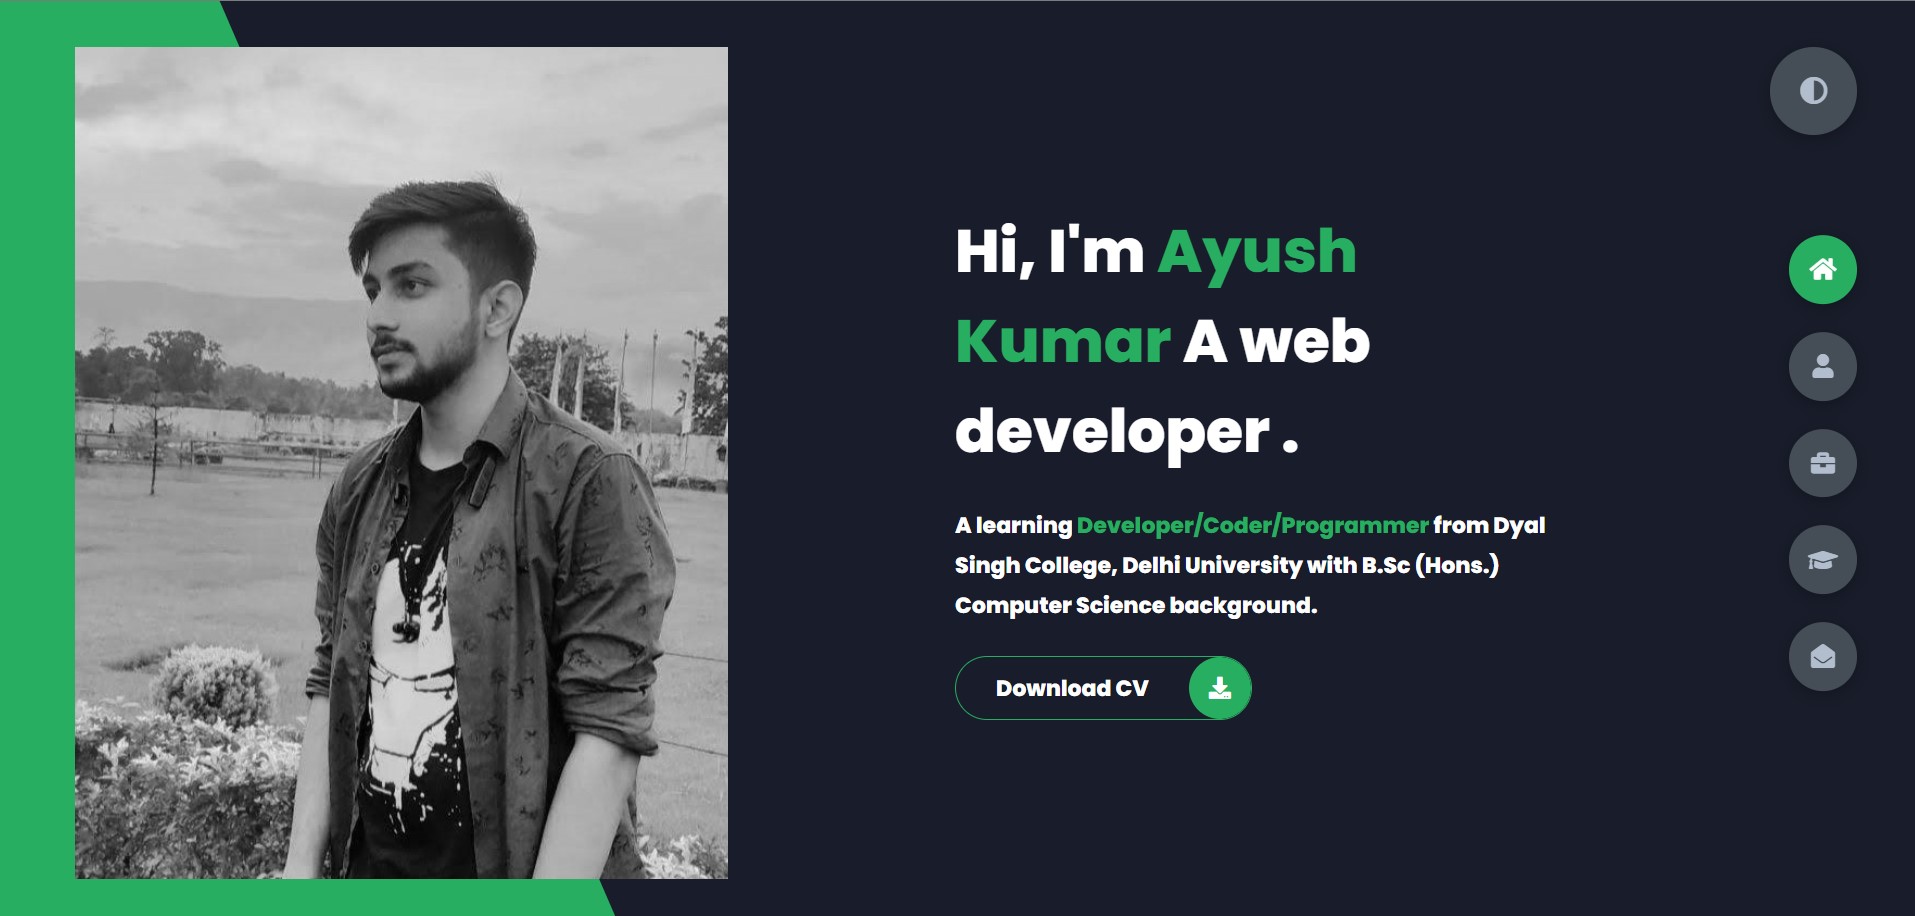 Hi, I'm Ayush
Kumar A web
developer .
A learning Developer/Coder/Programmer from Dyal
Singh College, Delhi University with B.Sc (Hons.)
Computer Science background.
Download CV